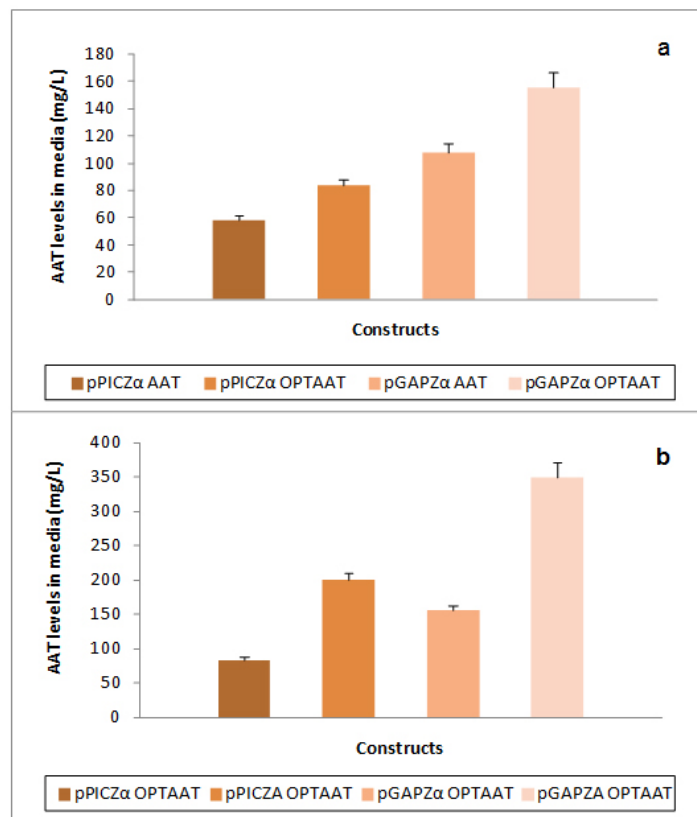 a
AAT levels in media (mg/L)
180
160
140
120
100
80
60
40
20
0
Constructs
pPICZα AAT pPICZα OPTAAT pGAPZα AAT pGAPZα OPTAAT
b
AAT levels in media (mg/L)
400
350
300
250
200
150
100
50
0
Constructs
pPICZα OPTAAT pPICZA OPTAAT pGAPZα OPTAAT pGAPZA OPTAAT